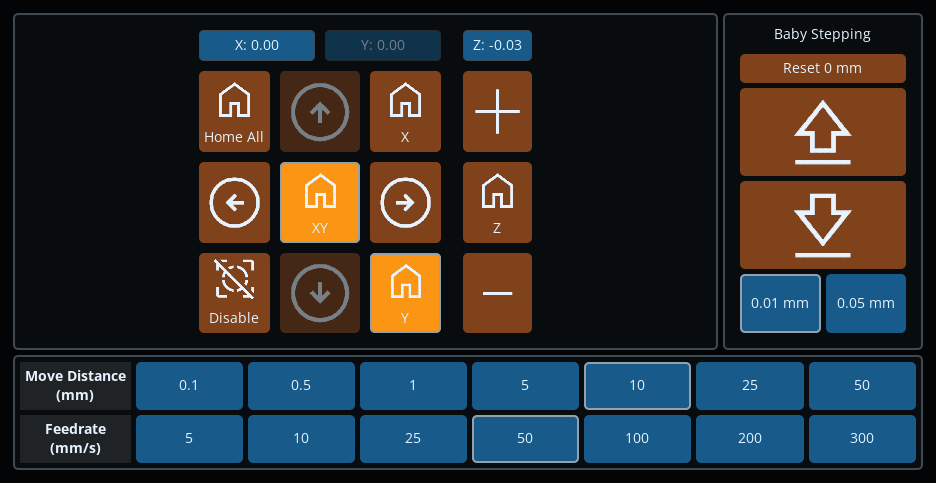 X: 0.00
Y: 0.00
Z: -0.03
Home All
X
XY
Z
Disable
Y
Baby Stepping
Reset 0 mm
0.01 mm
0.05 mm
Move Distance
(mm)
0.1
0.5
1
5
10
25
50
Feedrate
(mm/s)
5
10
25
50
100
200
300